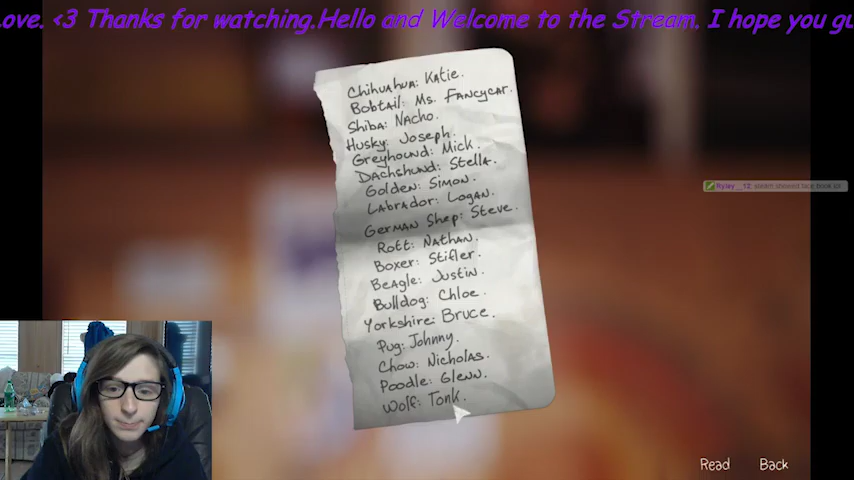 ove. <3 Thanks for watching.Hello and Welcome to the Stream. I hope you gu
Chihuahua: Katie.
Bobtail: Ms. Fancycar.
Shiba: Nacho.
Husky: Joseph.
Greyhound: Mick.
Dachshund: Stella.
Golden: Simon.
Labrador: Logan.
German Shep: Steve.
Rott: Nathan.
Boxer: Stifler.
Beagle: Justin.
Bulldog: Chloe.
Yorkshire: Bruce.
Pug: Johnny.
Chow: Nicholas.
Poodle: Glenn.
Wolf: Tonk.
Read Back